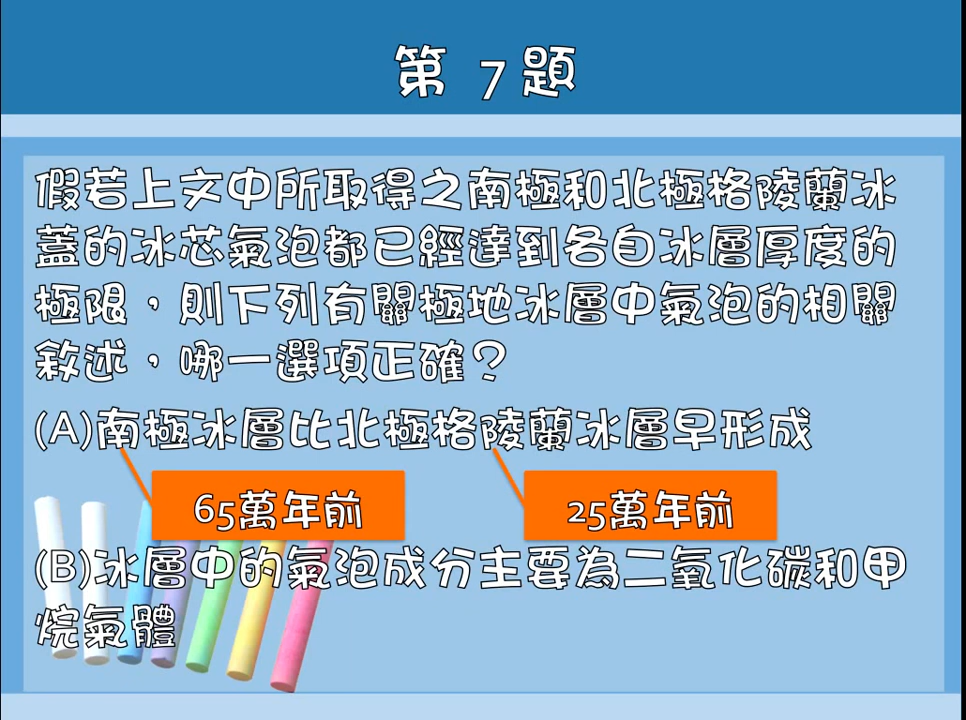 第 7題
假若上文中所取得之南極和北極格陵蘭冰
蓋的冰芯氣泡都已經達到各自冰層厚度的
極限，則下列有關極地冰層中氣泡的相關
敘述，哪一選項正確？
(A)南極冰層比北極格陵蘭冰層早形成
65萬年前 25萬年前
(B)冰層中的氣泡成分主要為二氧化碳和甲
烷氣體